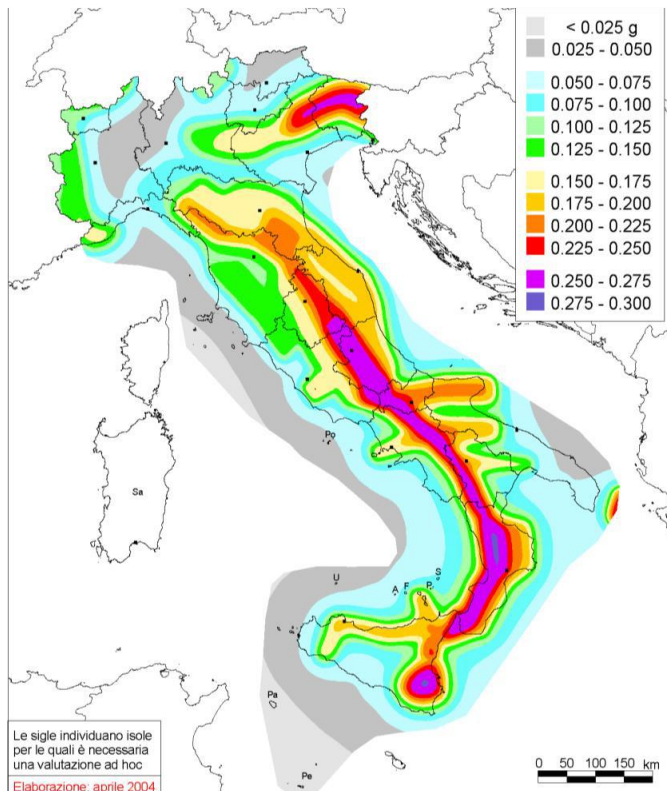 < 0.025 g
0.025 - 0.050
0.050 - 0.075
0.075 - 0.100
0.100 - 0.125
0.125 - 0.150
0.150 - 0.175
0.175 - 0.200
0.200 - 0.225
0.225 - 0.250
0.250 - 0.275
0.275 - 0.300
Po
Sa
U
S
A
F
P
Pa
Pe
Le sigle individuano isole
per le quali è necessaria
una valutazione ad hoc
Elaborazione: aprile 2004
0 50 100 150 km